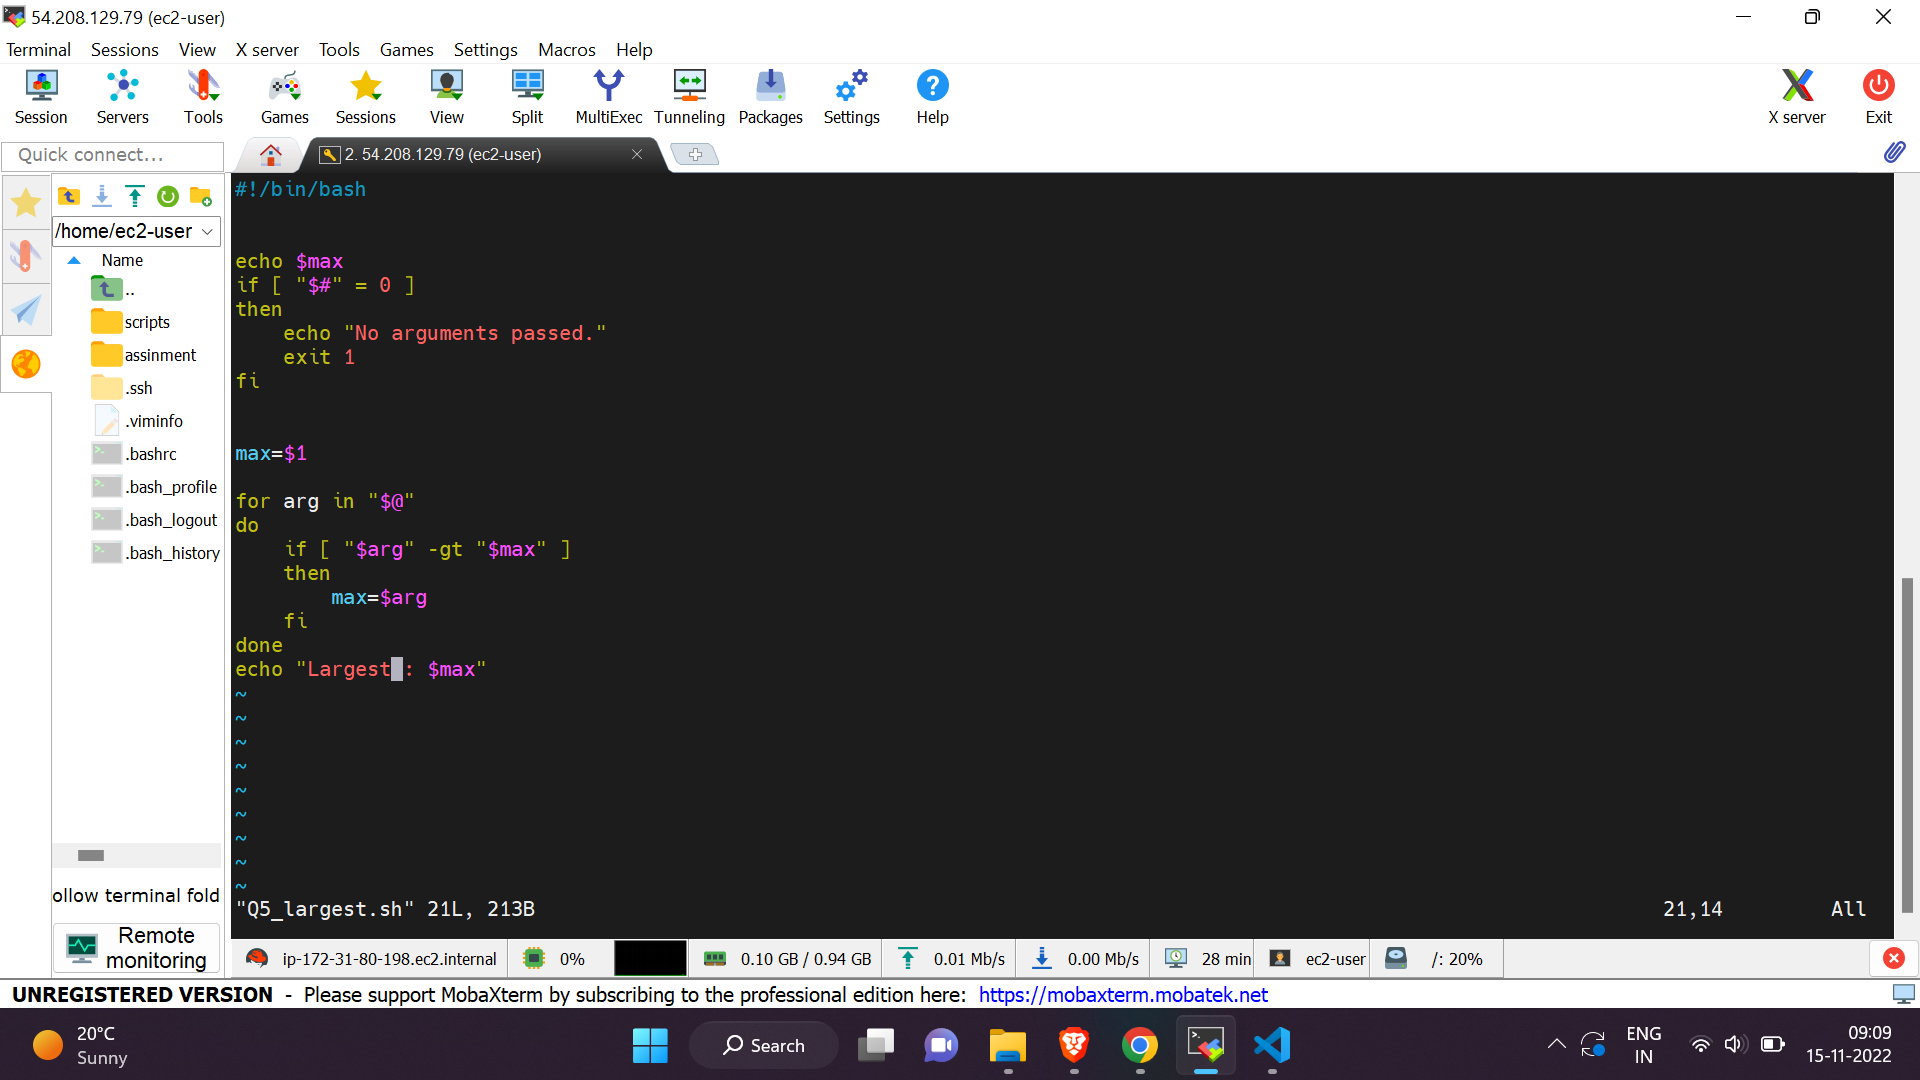 54.208.129.79 (ec2-user)
Terminal Sessions View X server Tools Games Settings Macros Help
Session Servers Tools Games Sessions View Split MultiExec Tunneling Packages Settings Help X server Exit
Quick connect...
2. 54.208.129.79 (ec2-user)
/home/ec2-user
Name
..
scripts
assinment
.ssh
.viminfo
.bashrc
.bash_profile
.bash_logout
.bash_history
ollow terminal fold
Remote
monitoring
#!/bin/bash
echo $max
if [ "$#" = 0 ]
then
    echo "No arguments passed."
    exit 1
fi
max=$1
for arg in "$@"
do
    if [ "$arg" -gt "$max" ]
    then
        max=$arg
    fi
done
echo "Largest : $max"
~
~
~
~
~
~
~
~
~
"Q5_largest.sh" 21L, 213B 21,14 All
ip-172-31-80-198.ec2.internal 0% 0.10 GB / 0.94 GB 0.01 Mb/s 0.00 Mb/s 28 min ec2-user /: 20%
UNREGISTERED VERSION - Please support MobaXterm by subscribing to the professional edition here: https://mobaxterm.mobatek.net
20°C
Sunny
Search
ENG
IN
09:09
15-11-2022